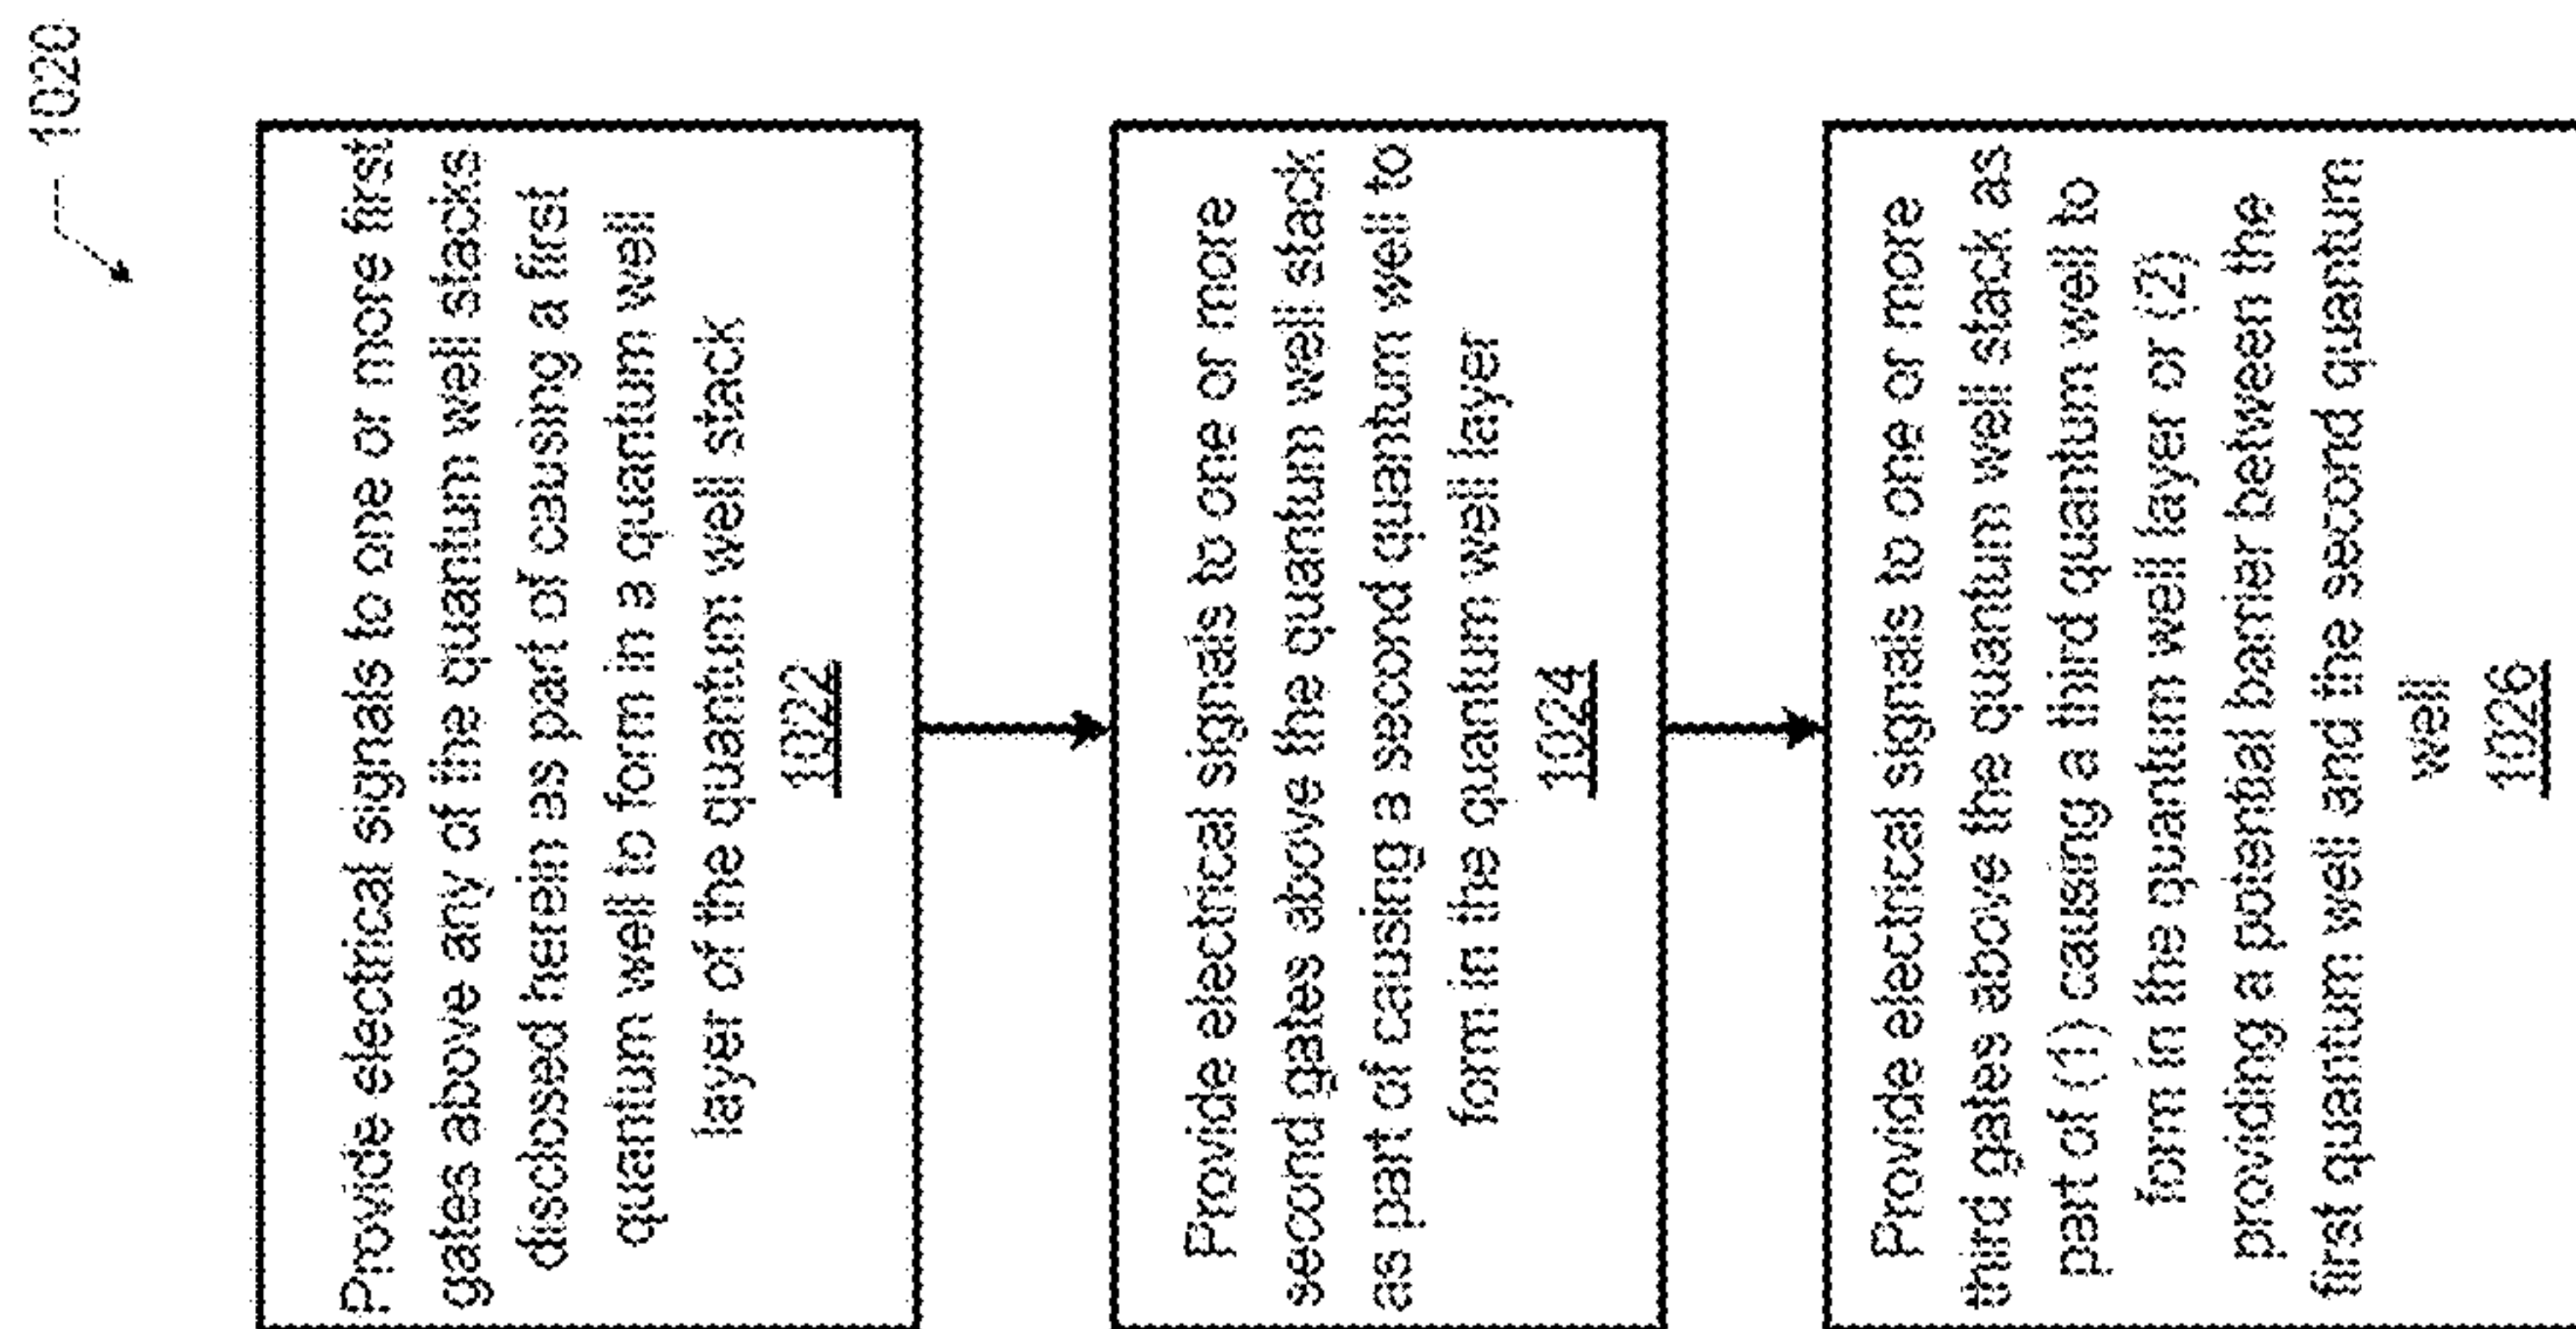 1020
Provide electrical signals to one or more first
gates above any of the quantum well stacks
disclosed herein as part of causing a first
quantum well to form in a quantum well
layer of the quantum well stack
1022
Provide electrical signals to one or more
second gates above the quantum well stack
as part of causing a second quantum well to
form in the quantum well layer
1024
Provide electrical signals to one or more
third gates above the quantum well stack as
part of (1) causing a third quantum well to
form in the quantum well layer or (2)
providing a potential barrier between the
first quantum well and the second quantum
well
1026